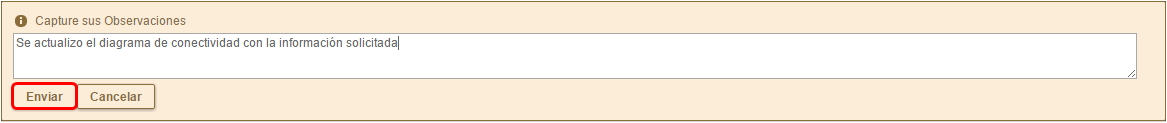 Capture sus Observaciones
Se actualizo el diagrama de conectividad con la información solicitada
Enviar Cancelar